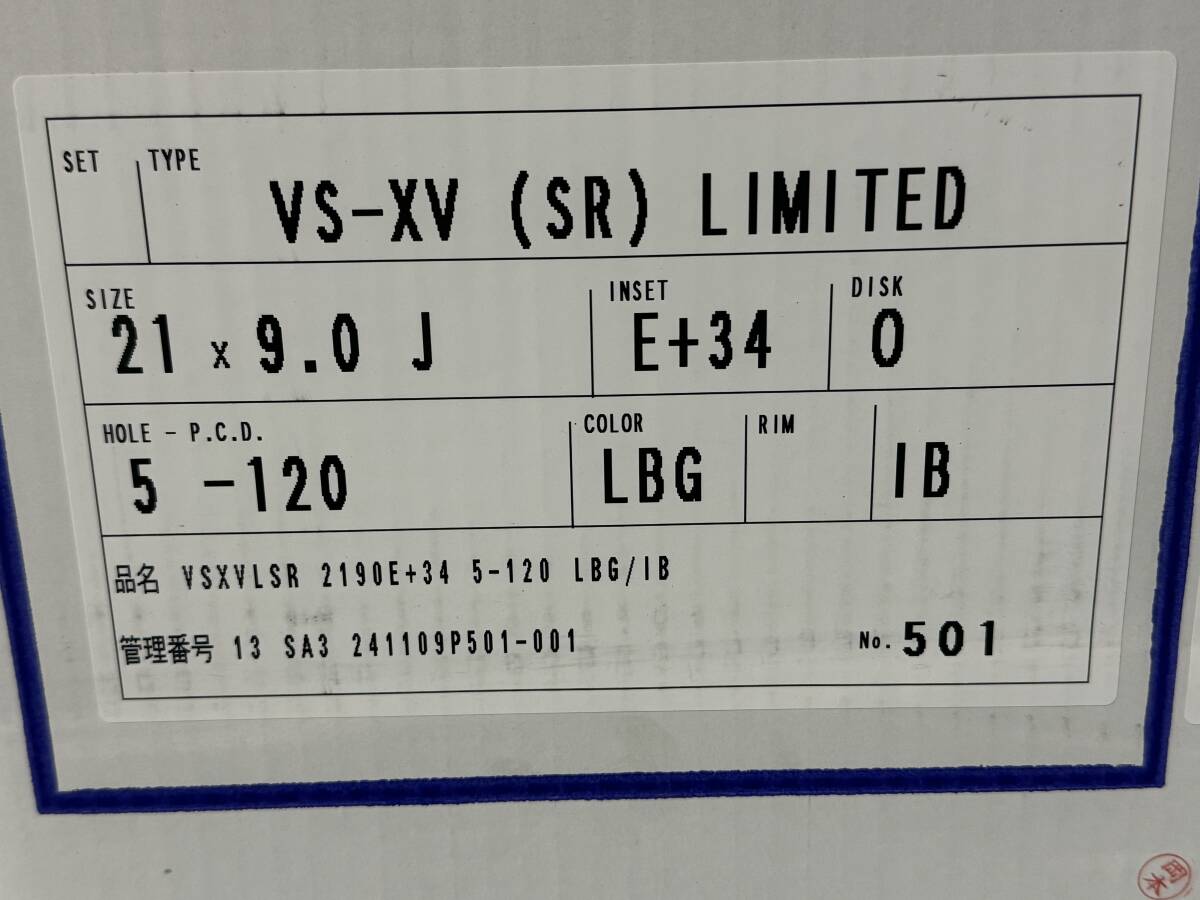 SET TYPE
VS-XV (SR) LIMITED
SIZE INSET DISK
21 x 9.0 J E+34 O
HOLE - P.C.D. COLOR RIM
5 -120 LBG IB
品名 VSXVLSR 2190E+34 5-120 LBG/IB
管理番号 13 SA3 241109P501-001 No. 501
岡本